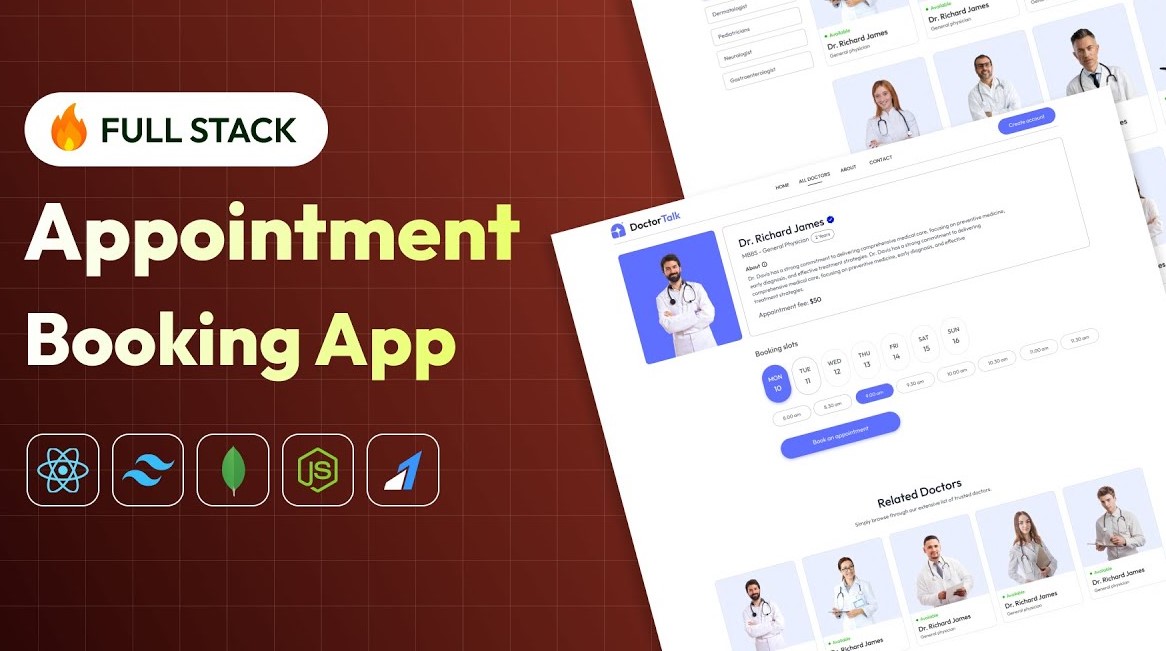 FULL STACK
Appointment
Booking App
JS
Dermatologist
Pediatricians
Neurologist
Gastroenterologist
Available
Dr. Richard James
General physician
Available
Dr. Richard James
General physician
Create account
DoctorTalk
HOME
ALL DOCTORS
ABOUT
CONTACT
Dr. Richard James
MBBS - General Physician
2 Years
About
Dr. Davis has a strong commitment to delivering comprehensive medical care, focusing on preventive medicine,
early diagnosis, and effective treatment strategies. Dr. Davis has a strong commitment to delivering
comprehensive medical care, focusing on preventive medicine, early diagnosis, and effective
treatment strategies.
Appointment fee: $50
Booking slots
MON
10
TUE
11
WED
12
THU
13
FRI
14
SAT
15
SUN
16
8.30 am
9.30 am
10.00 am
10.30 am
11.00 am
11.30 am
Book an appointment
Related Doctors
Simply browse through our extensive list of trusted doctors.
Available
Dr. Richard James
Available
Dr. Richard James
General physician
Available
Dr. Richard James
General physician
Available
Dr. Richard James
General physician